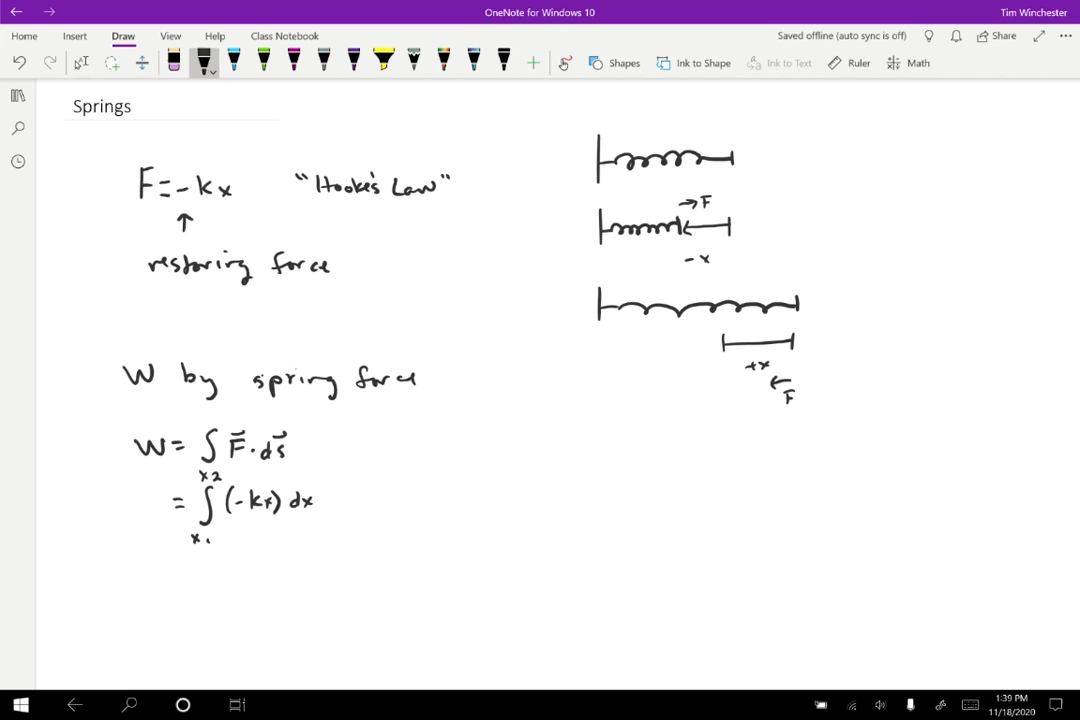 OneNote for Windows 10
Tim Winchester
Home Insert Draw View Help Class Notebook
Saved offline (auto sync is off) Share
Shapes Ink to Shape Ink to Text Ruler Math
Springs
F=-kx "Hooke's Law"
↑
restoring force
→F
-x
+x
←
F
W by spring force
W= ∫ F⃗·ds⃗
x2
= ∫ (-kx) dx
x1
1:39 PM
11/18/2020